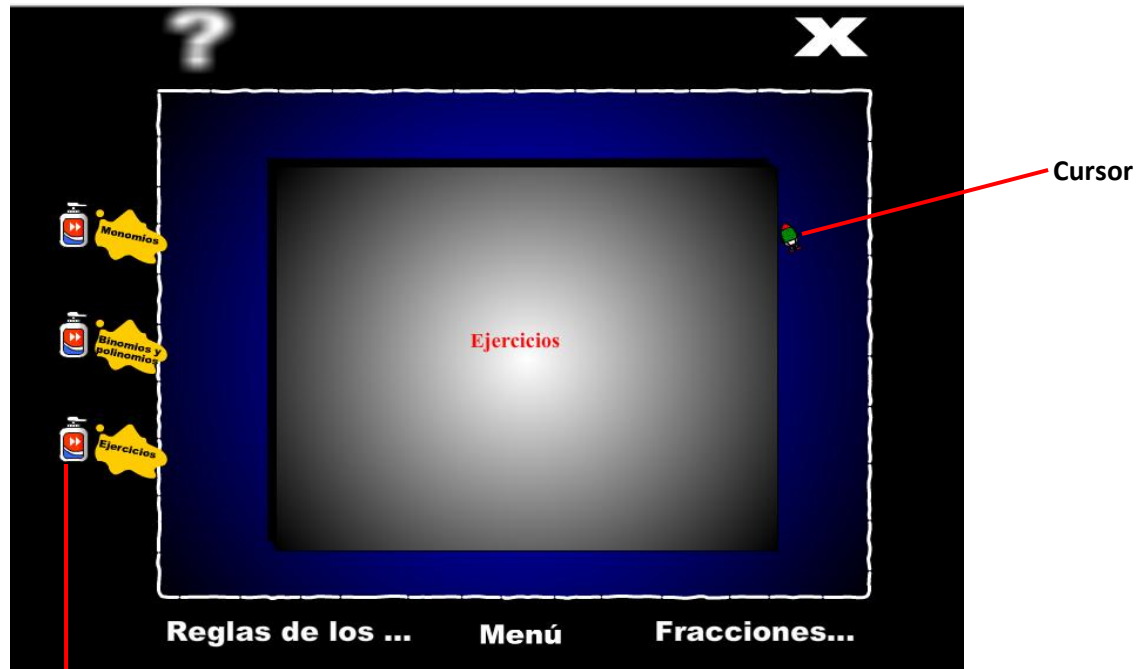 ?
X
Cursor
Monomios
Binomios y
polinomios
Ejercicios
Ejercicios
Reglas de los ...
Menú
Fracciones...